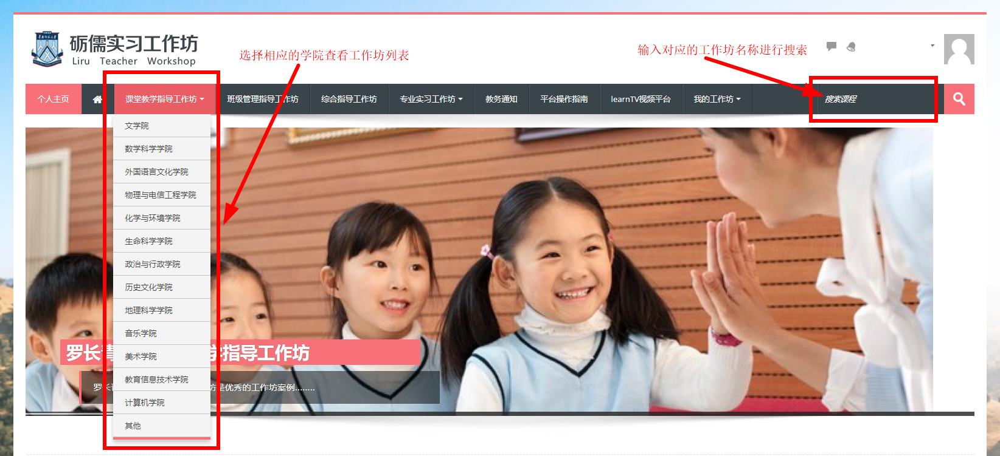 砺儒实习工作坊
Liru Teacher Workshop
选择相应的学院查看工作坊列表
输入对应的工作坊名称进行搜索
个人主页
课堂教学指导工作坊
班级管理指导工作坊
综合指导工作坊
专业实习工作坊
教务通知
平台操作指南
learnTV视频平台
我的工作坊
搜索课程
文学院
数学科学学院
外国语言文化学院
物理与电信工程学院
化学与环境学院
生命科学学院
政治与行政学院
历史文化学院
地理科学学院
音乐学院
美术学院
教育信息技术学院
计算机学院
其他
罗长青 学指导工作坊
罗长青 坊是优秀的工作坊案例........